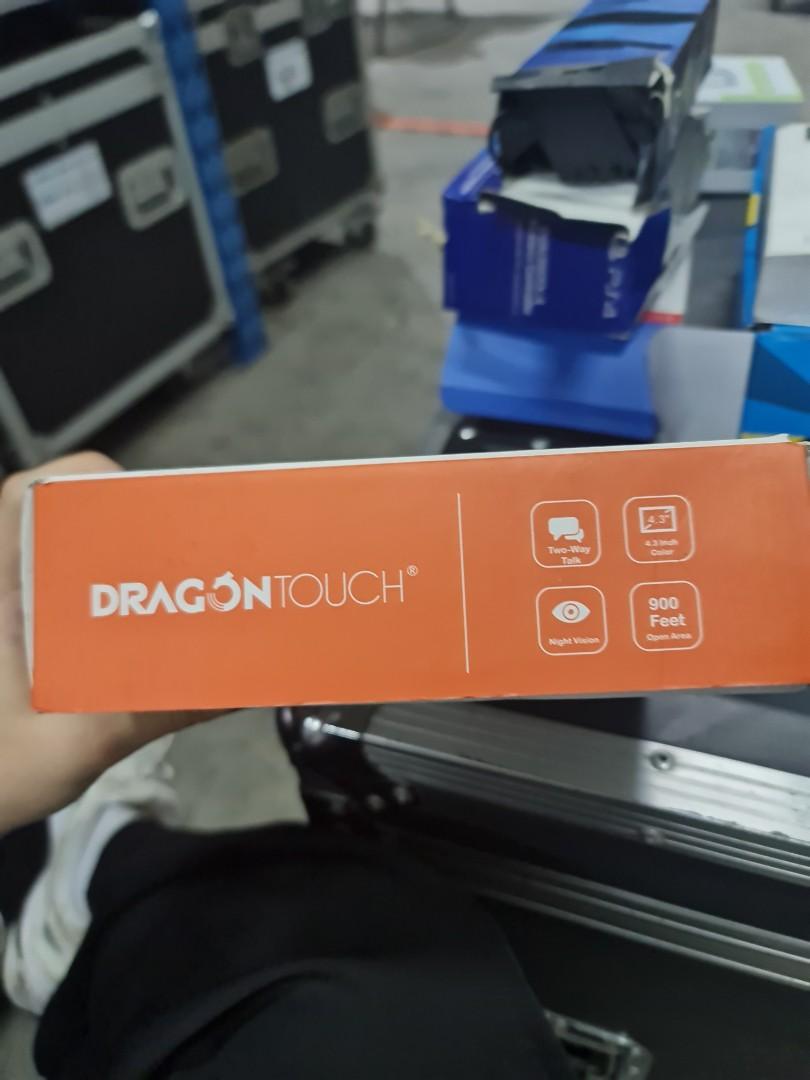 DRAGONTOUCH®
Two-Way
Talk
4.3"
4.3 Inch
Color
Night Vision
900
Feet
Open Area